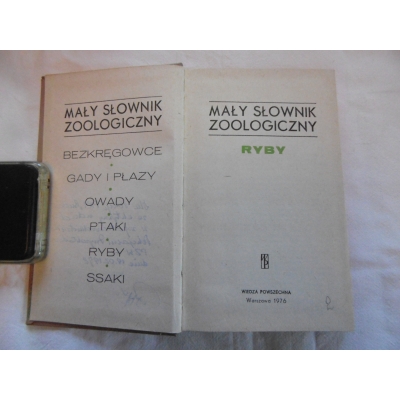 MAŁY SŁOWNIK
ZOOLOGICZNY
BEZKRĘGOWCE
GADY I PŁAZY
OWADY
PTAKI
RYBY
SSAKI
MAŁY SŁOWNIK
ZOOLOGICZNY
RYBY
WIEDZA POWSZECHNA
Warszawa 1976